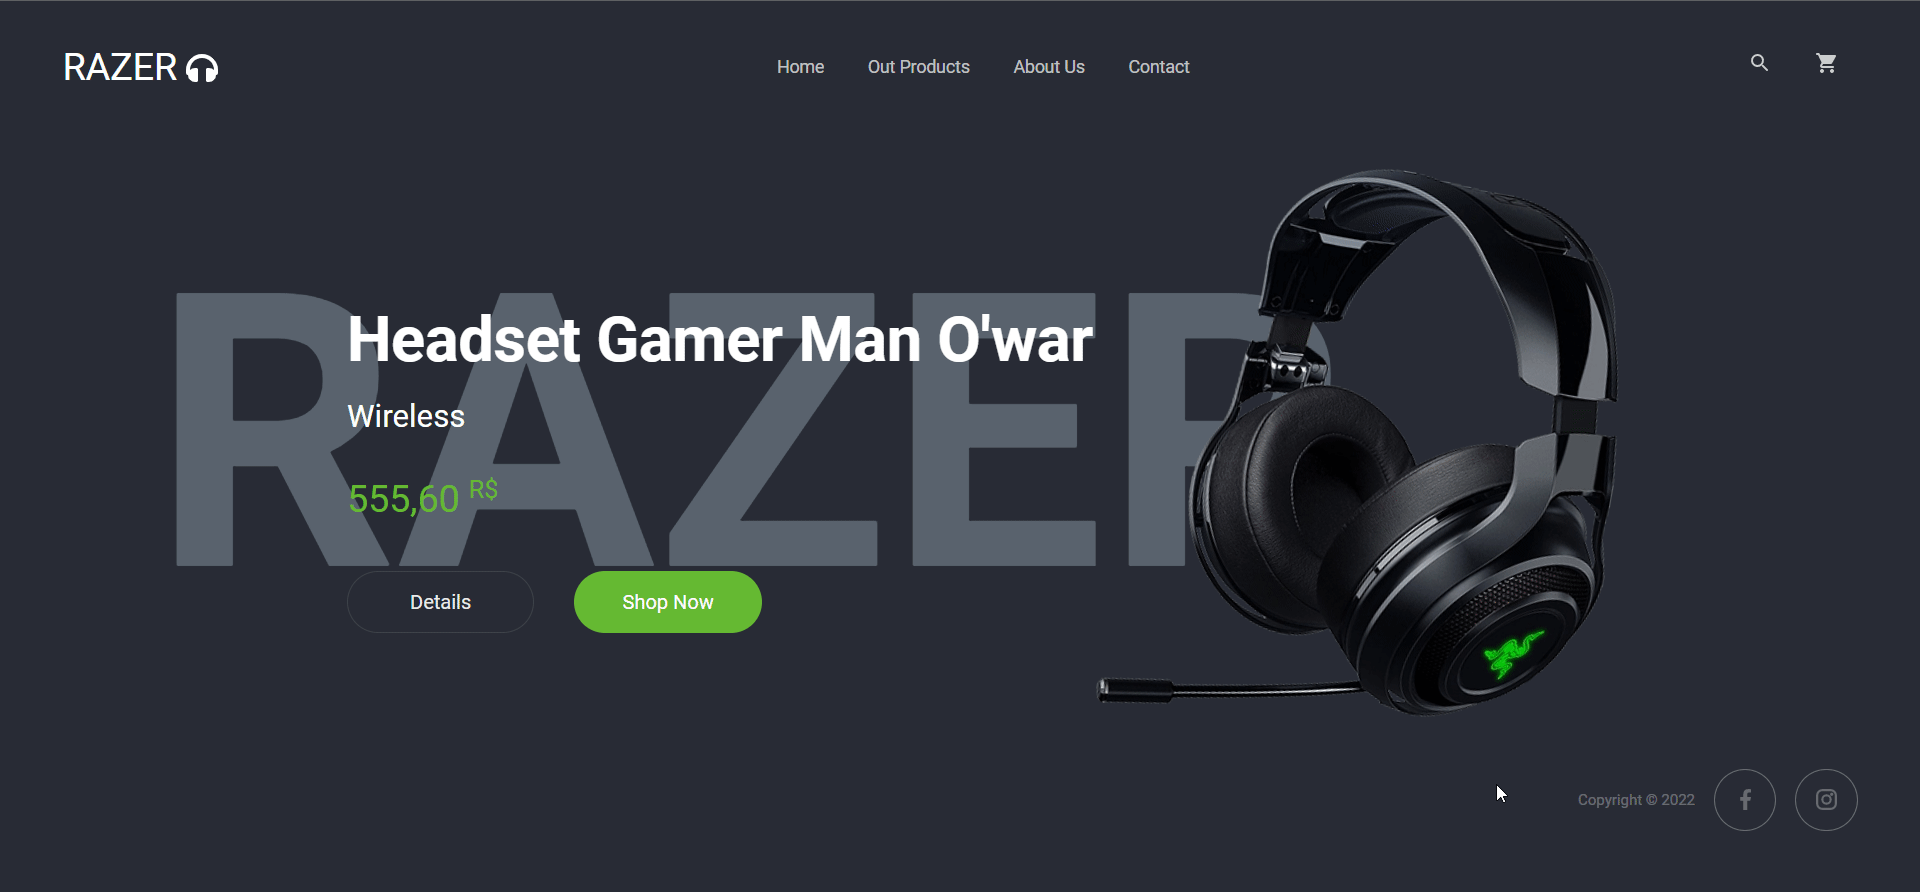 RAZER
Home Out Products About Us Contact
RAZER
Headset Gamer Man O'war
Wireless
555,60 R$
Details Shop Now
Copyright © 2022